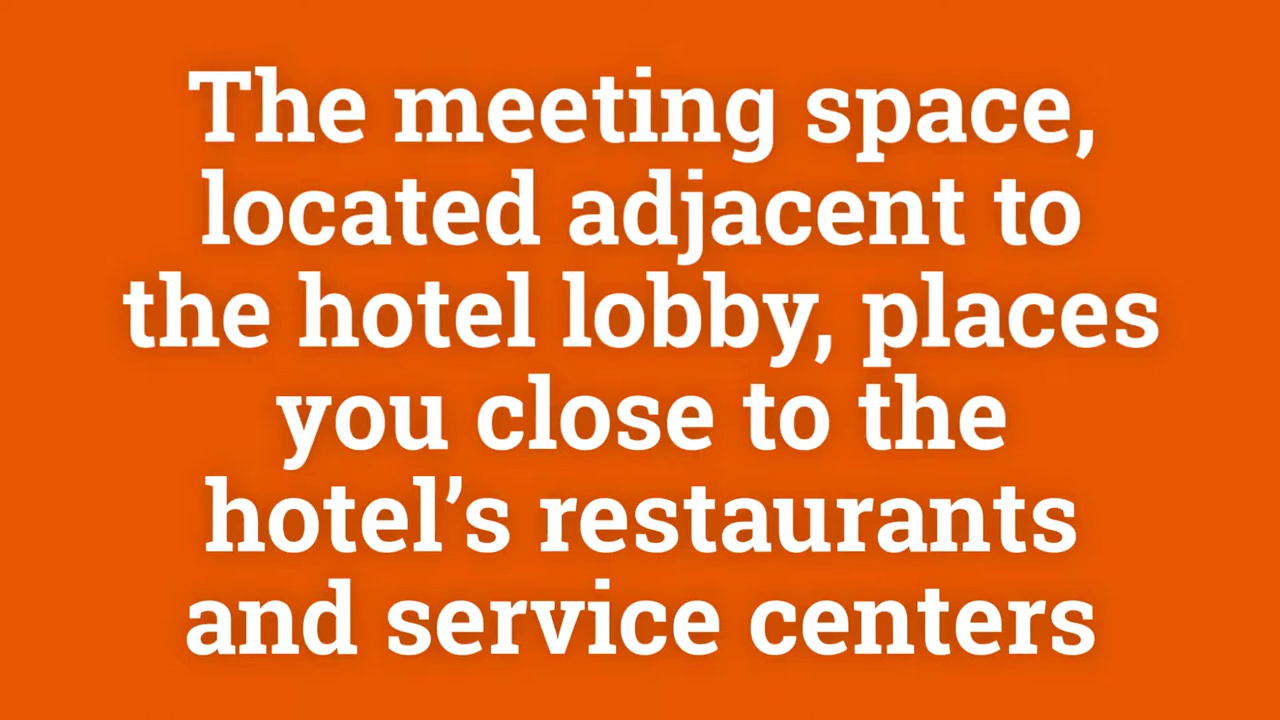 The meeting space,
located adjacent to
the hotel lobby, places
you close to the
hotel’s restaurants
and service centers